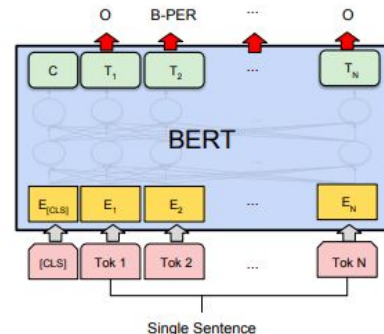 O B-PER ... O
C T1 T2 ... TN
BERT
E[CLS] E1 E2 ... EN
[CLS] Tok 1 Tok 2 ... Tok N
Single Sentence